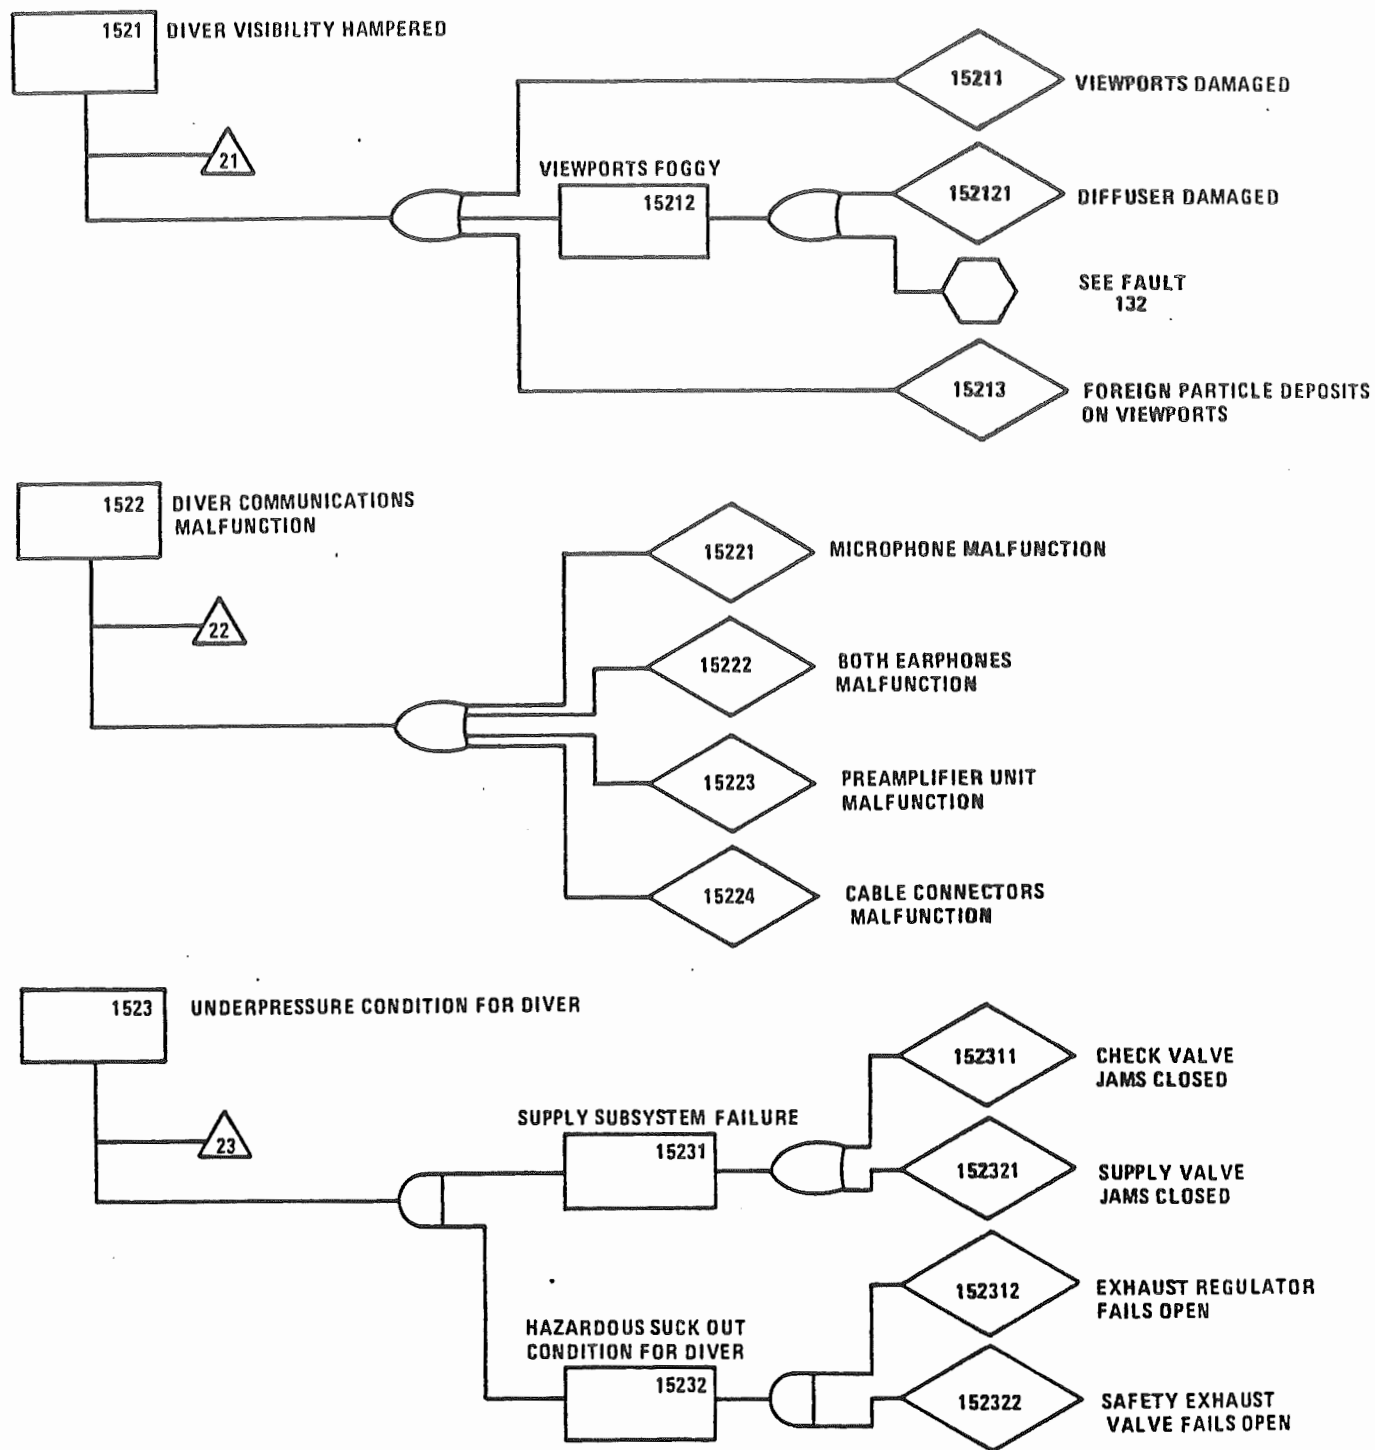 1521 DIVER VISIBILITY HAMPERED
15211 VIEWPORTS DAMAGED
21
VIEWPORTS FOGGY
15212
152121 DIFFUSER DAMAGED
SEE FAULT
132
15213 FOREIGN PARTICLE DEPOSITS
ON VIEWPORTS
1522 DIVER COMMUNICATIONS
MALFUNCTION
15221 MICROPHONE MALFUNCTION
22
15222 BOTH EARPHONES
MALFUNCTION
15223 PREAMPLIFIER UNIT
MALFUNCTION
15224 CABLE CONNECTORS
MALFUNCTION
1523 UNDERPRESSURE CONDITION FOR DIVER
152311 CHECK VALVE
JAMS CLOSED
23
SUPPLY SUBSYSTEM FAILURE
15231
152321 SUPPLY VALVE
JAMS CLOSED
152312 EXHAUST REGULATOR
FAILS OPEN
HAZARDOUS SUCK OUT
CONDITION FOR DIVER
15232
152322 SAFETY EXHAUST
VALVE FAILS OPEN